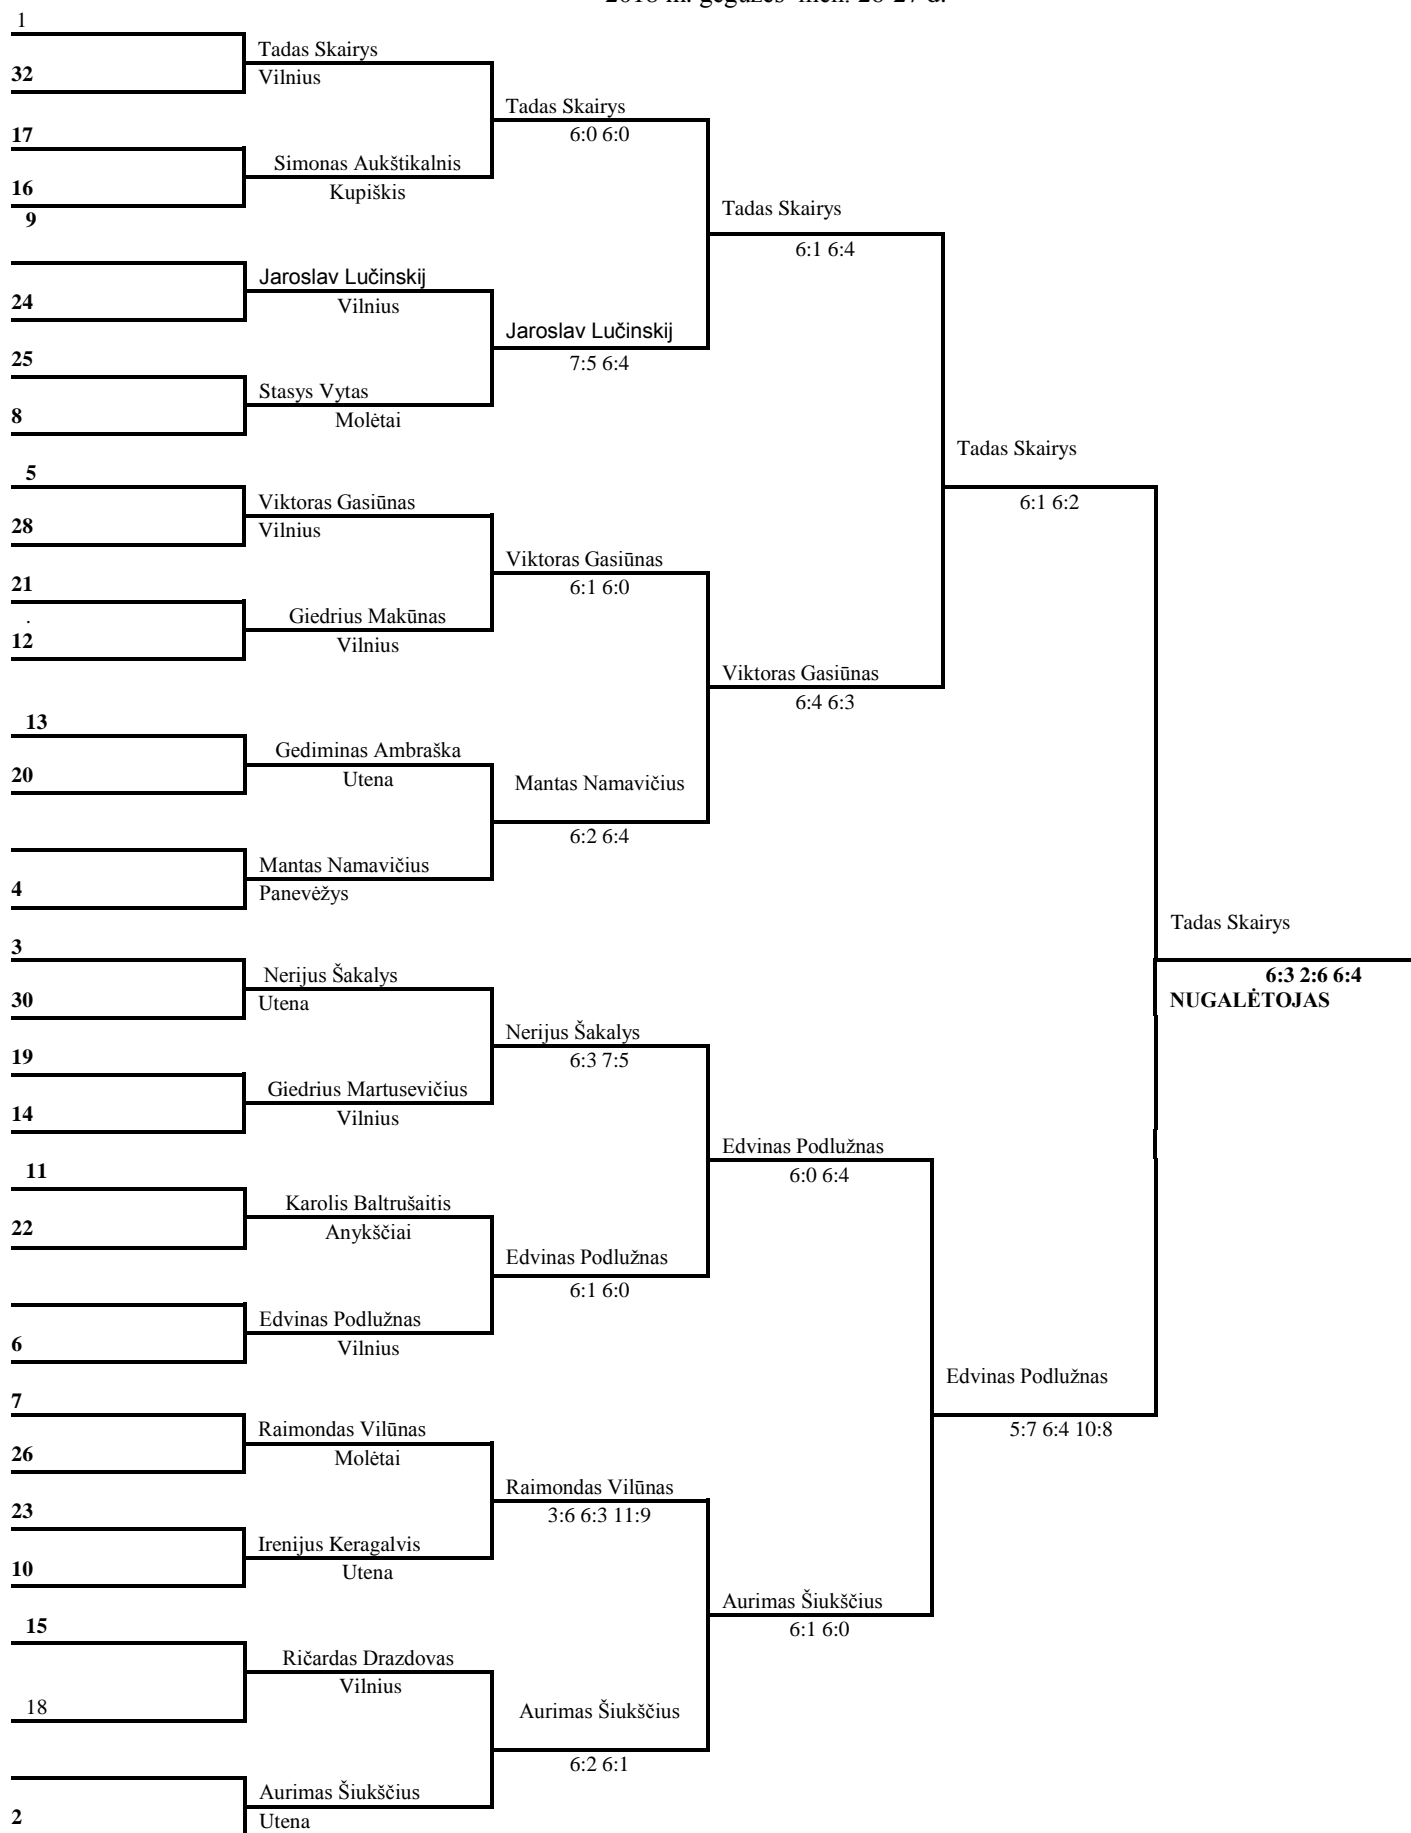 1
Tadas Skairys
32
Vilnius
Tadas Skairys
17
6:0 6:0
Simonas Aukštikalnis
16
Kupiškis
9
Tadas Skairys
6:1 6:4
Jaroslav Lučinskij
24
Vilnius
Jaroslav Lučinskij
25
7:5 6:4
Stasys Vytas
8
Molėtai
Tadas Skairys
5
6:1 6:2
Viktoras Gasiūnas
28
Vilnius
Viktoras Gasiūnas
21
6:1 6:0
.
Giedrius Makūnas
12
Vilnius
Viktoras Gasiūnas
6:4 6:3
13
Gediminas Ambraška
20
Utena
Mantas Namavičius
6:2 6:4
Mantas Namavičius
4
Panevėžys
Tadas Skairys
3
6:3 2:6 6:4
Nerijus Šakalys
30
Utena
NUGALĖTOJAS
Nerijus Šakalys
19
6:3 7:5
Giedrius Martusevičius
14
Vilnius
Edvinas Podlužnas
11
6:0 6:4
Karolis Baltrušaitis
22
Anykščiai
Edvinas Podlužnas
6:1 6:0
Edvinas Podlužnas
6
Vilnius
Edvinas Podlužnas
7
5:7 6:4 10:8
Raimondas Vilūnas
26
Molėtai
Raimondas Vilūnas
23
3:6 6:3 11:9
Irenijus Keragalvis
10
Utena
Aurimas Šiukščius
15
6:1 6:0
Ričardas Drazdovas
Vilnius
18
Aurimas Šiukščius
6:2 6:1
Aurimas Šiukščius
2
Utena